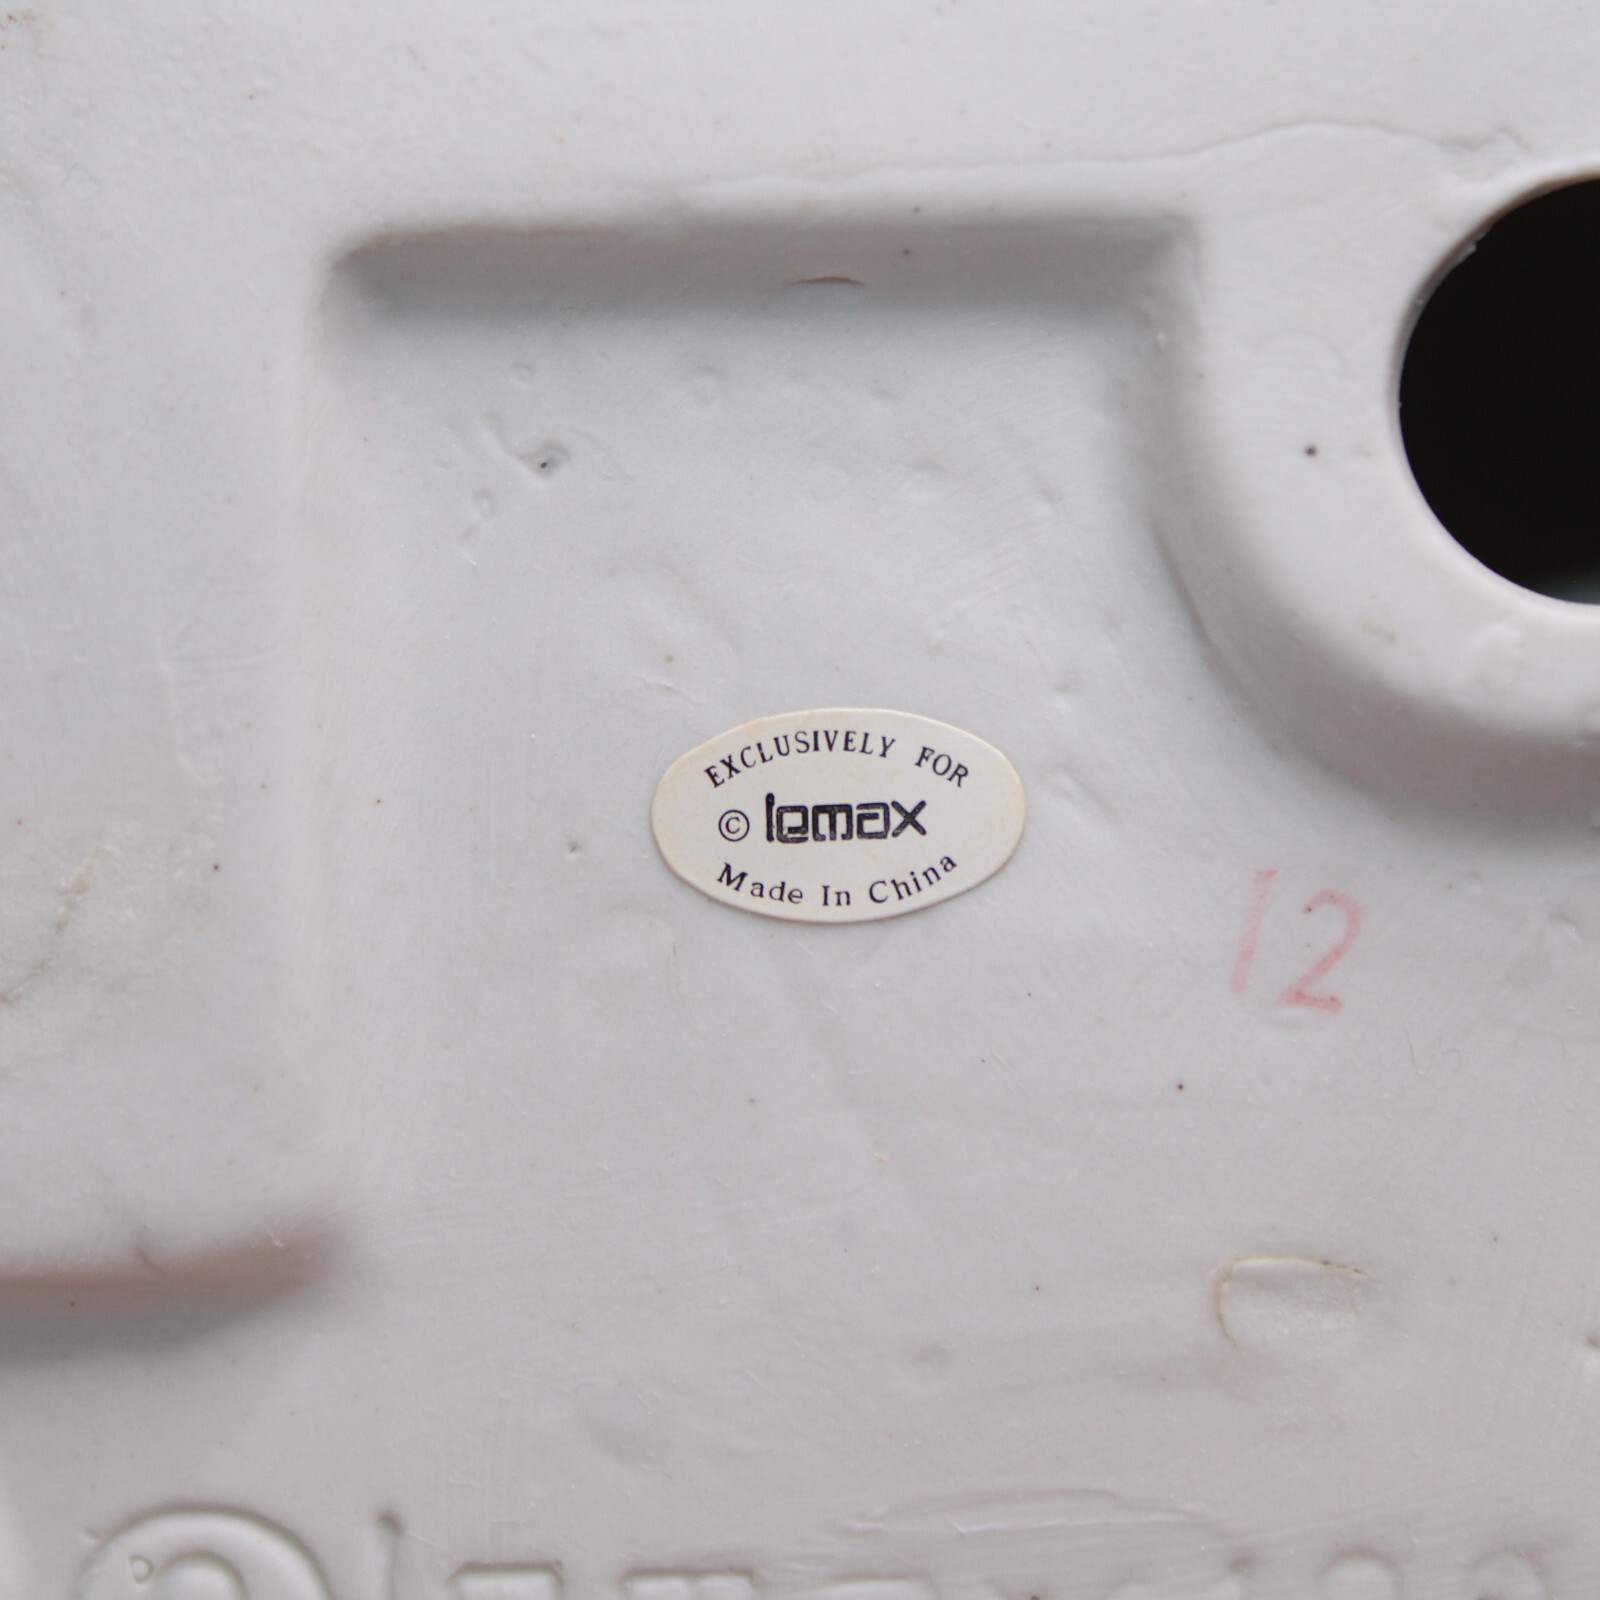 EXCLUSIVELY FOR
© lemax
Made In China
12